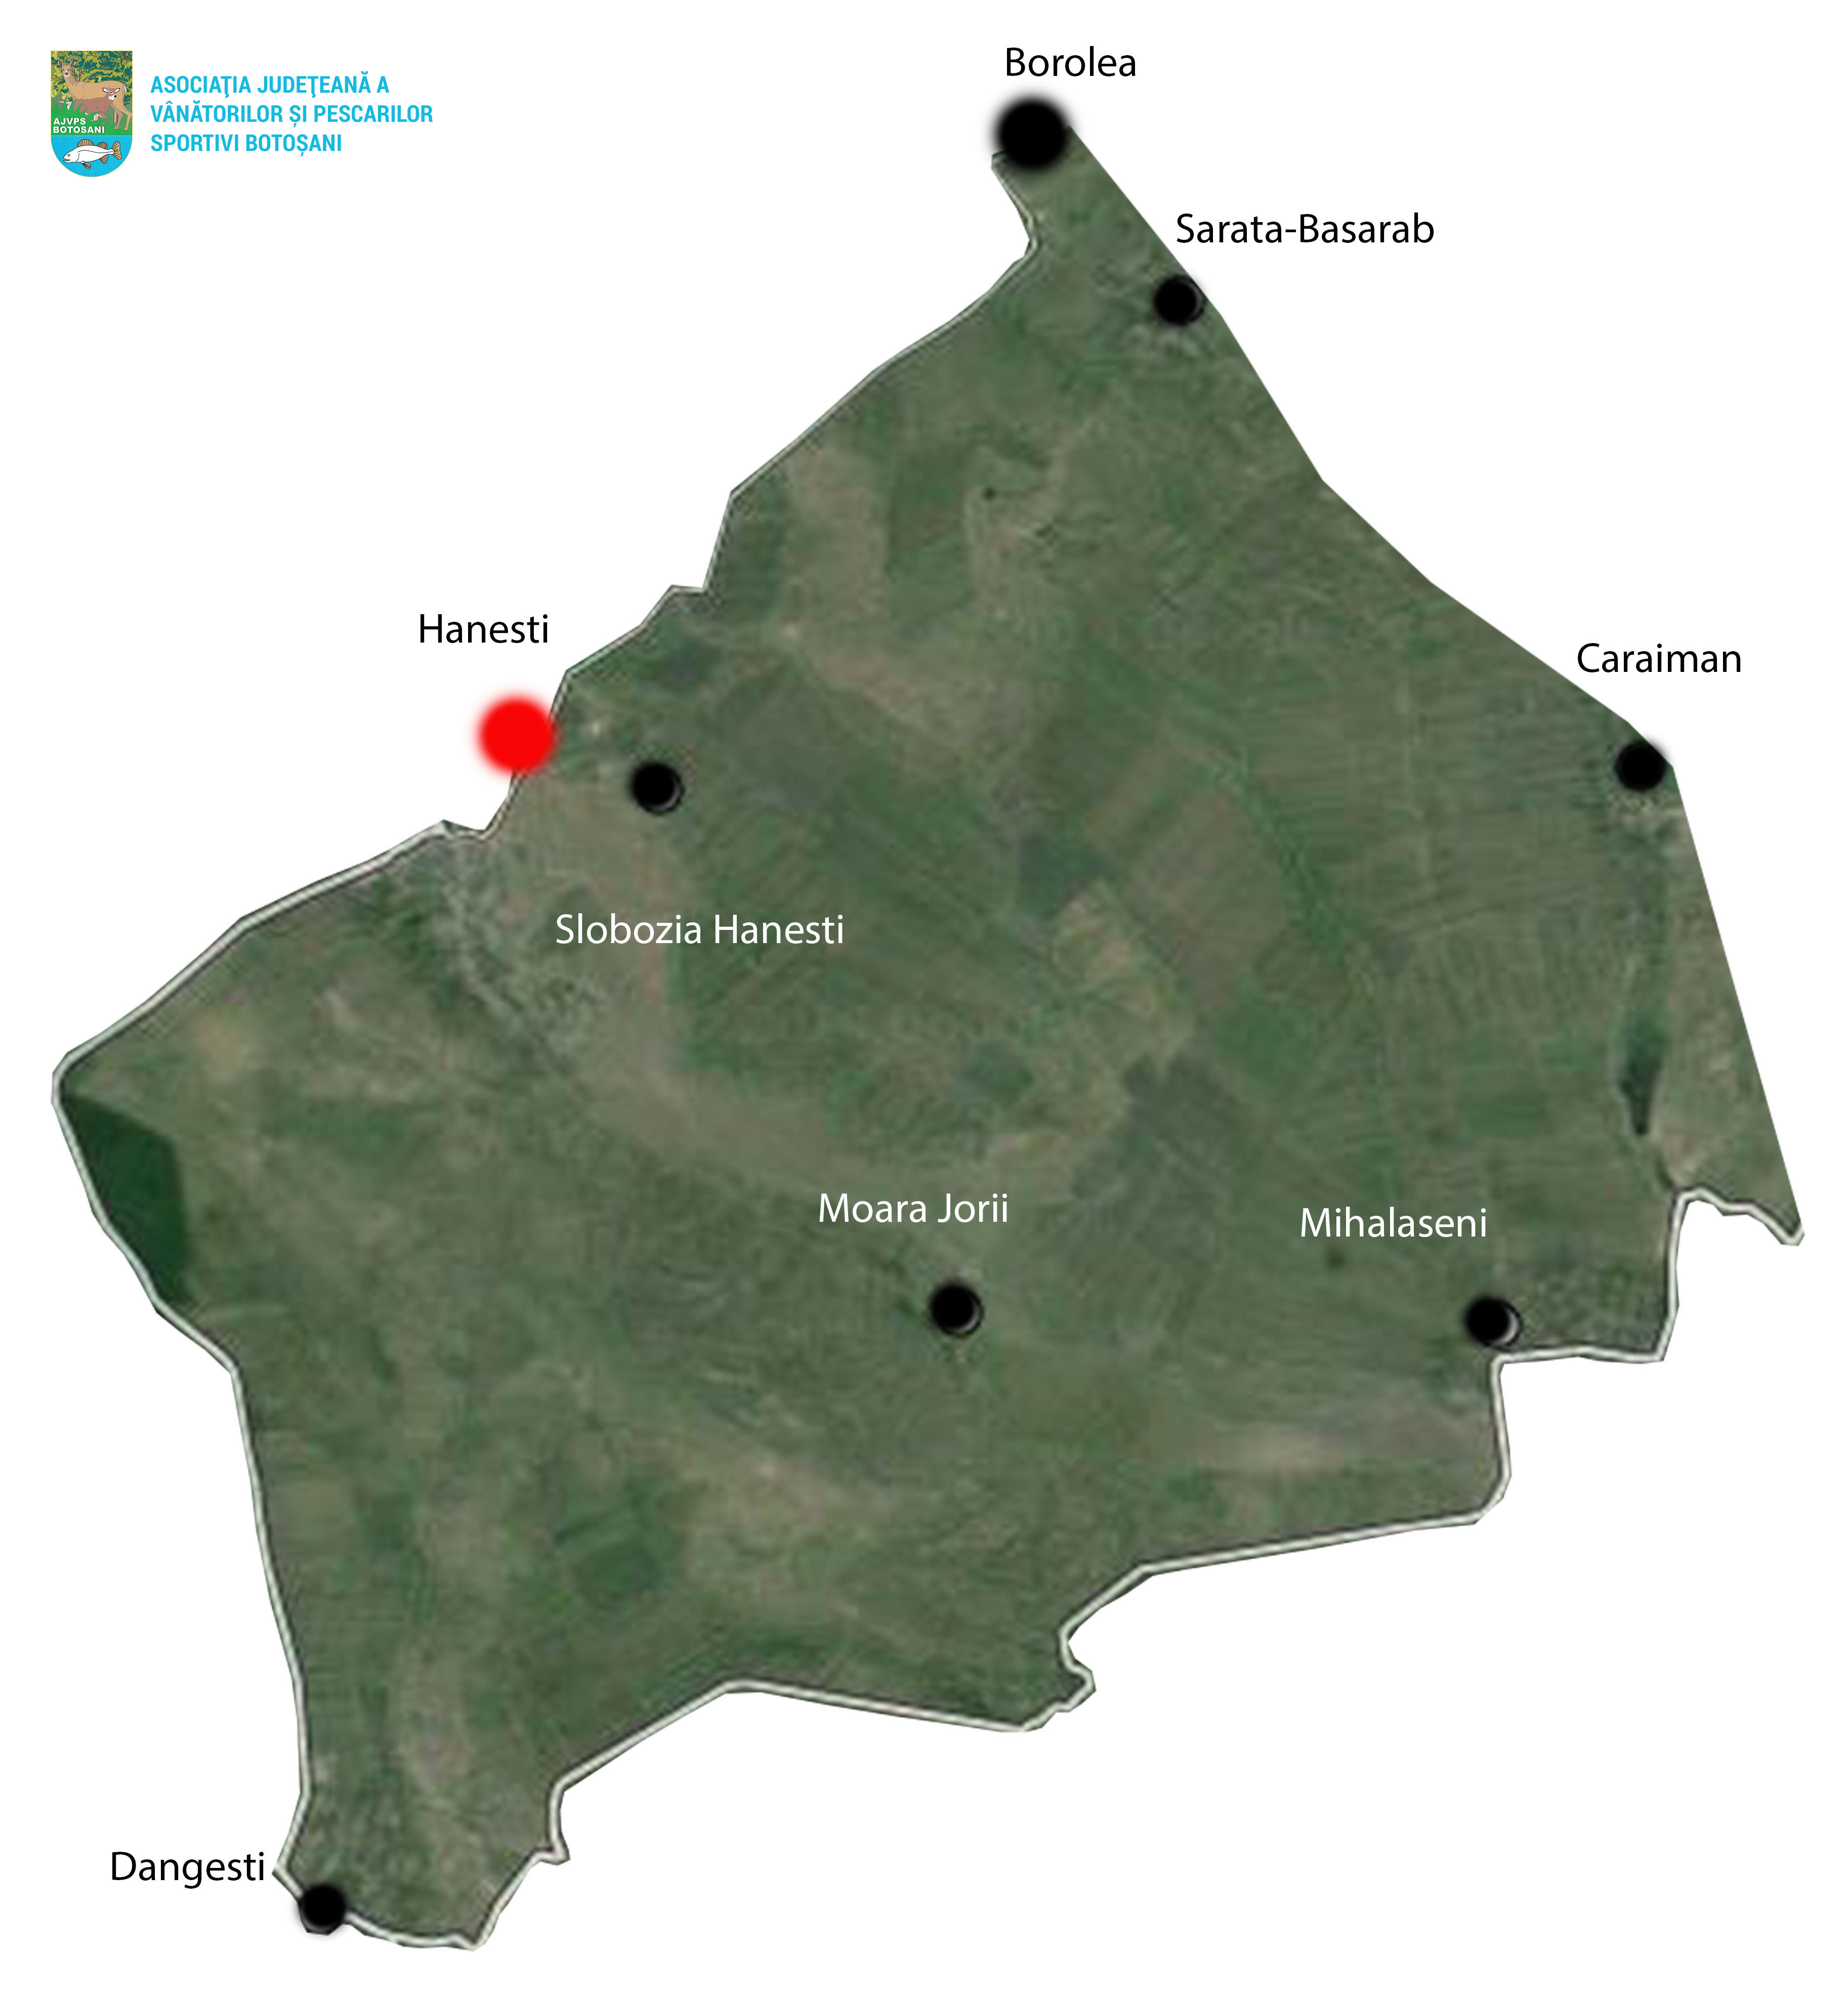 AJVPS
BOTOSANI
ASOCIAŢIA JUDEŢEANĂ A
VÂNĂTORILOR ȘI PESCARILOR
SPORTIVI BOTOȘANI
Borolea
Sarata-Basarab
Hanesti
Caraiman
Slobozia Hanesti
Moara Jorii
Mihalaseni
Dangesti